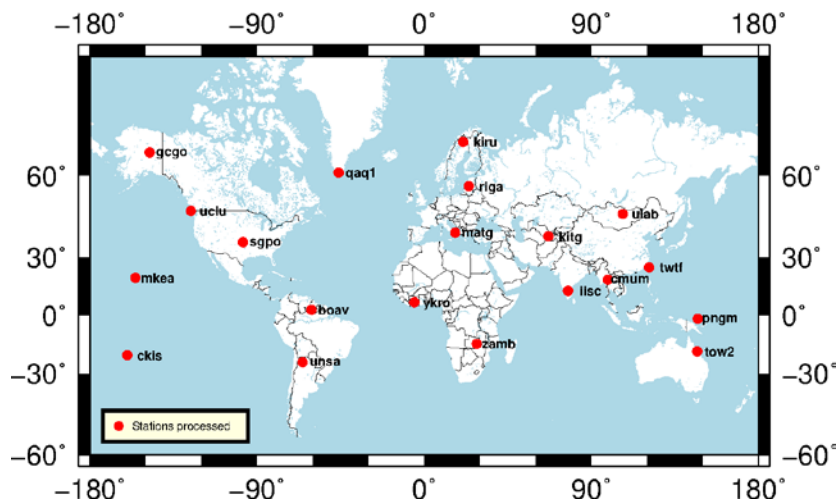 −180° −90° 0° 90° 180°
gcgo
kiru
60° qaq1 60°
riga
uclu
ulab
matg
kitg
sgpo
30° 30°
twtf
mkea
cmum
iisc
ykro
boav
pngm
0° 0°
zamb
tow2
ckis
unsa
−30° −30°
Stations processed
−60° −60°
−180° −90° 0° 90° 180°